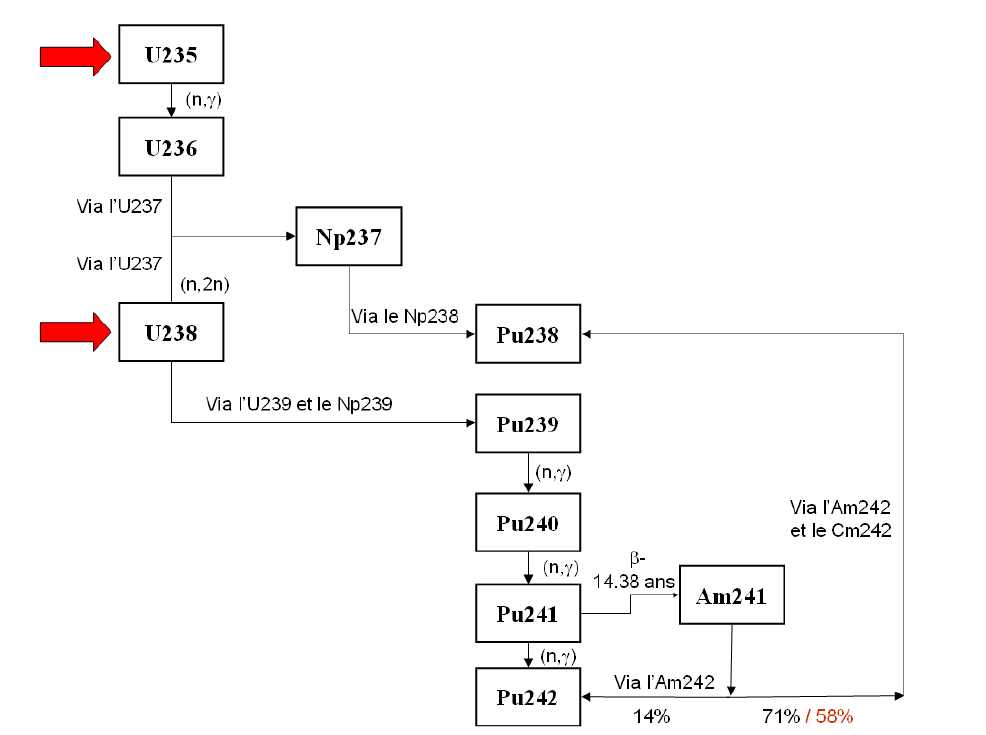 U235
(n,γ)
U236
Via l'U237
Np237
Via l'U237
(n,2n)
U238
Via le Np238
Pu238
Via l'U239 et le Np239
Pu239
(n,γ)
Pu240
Via l'Am242
et le Cm242
(n,γ)
β-
14.38 ans
Am241
Pu241
(n,γ)
Via l'Am242
Pu242
14%
71% / 58%